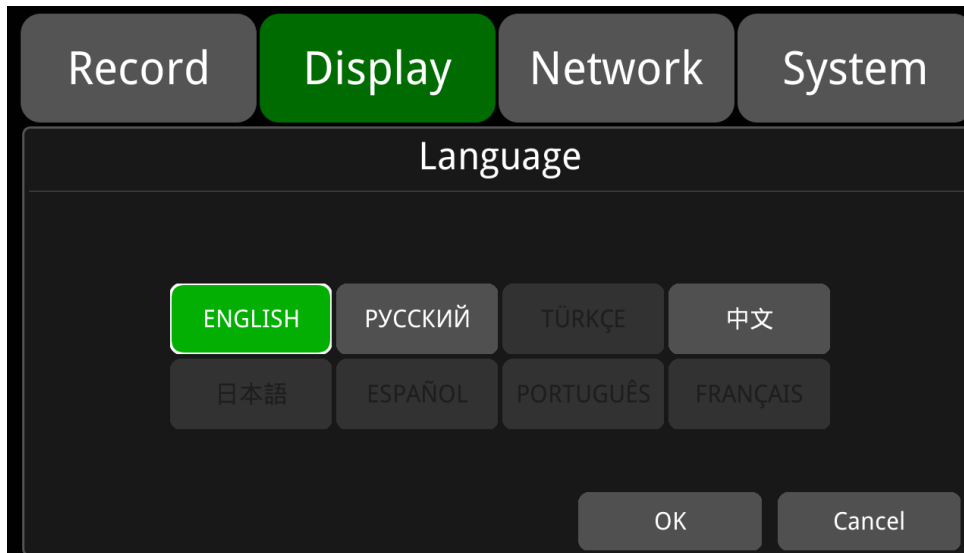 Record Display Network System
Language
ENGLISH РУССКИЙ TÜRKÇE 中文
日本語 ESPAÑOL PORTUGUÊS FRANÇAIS
OK Cancel